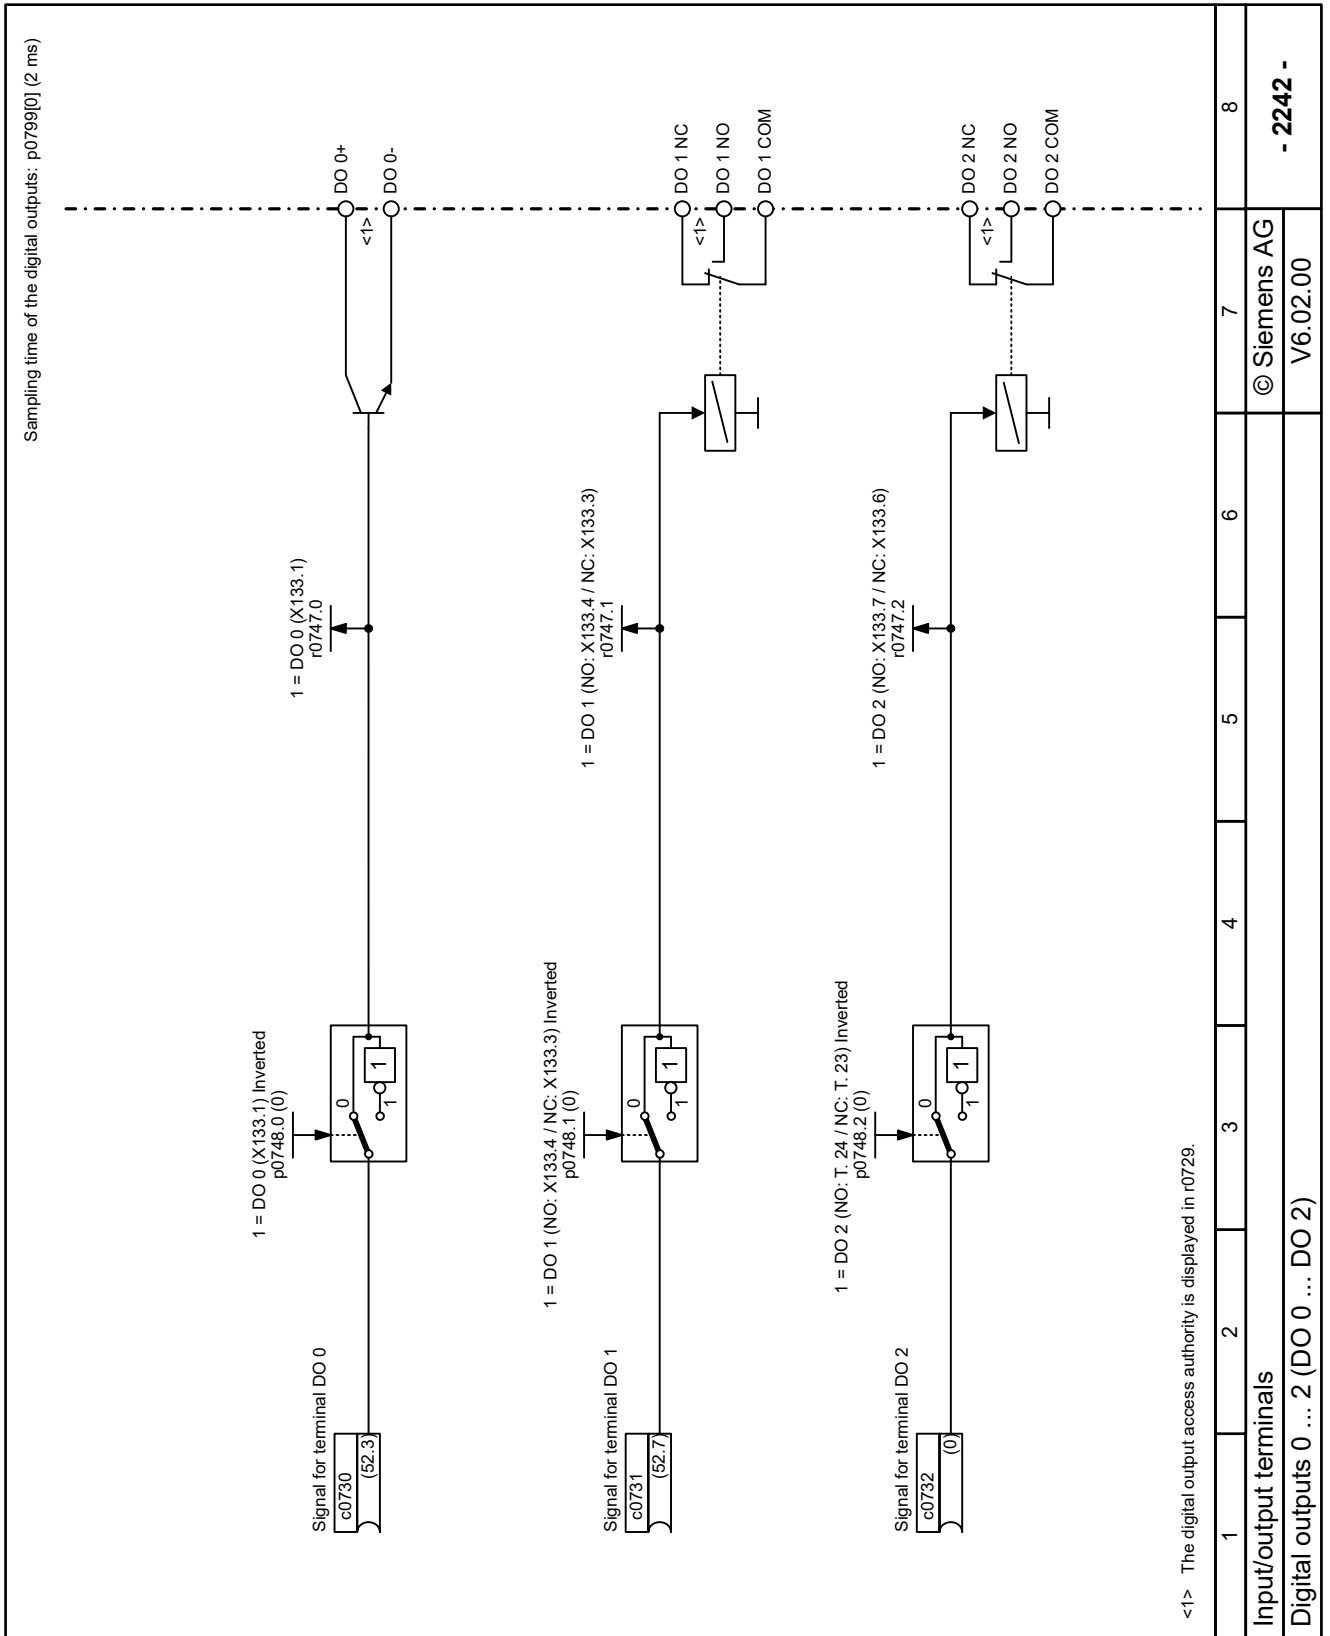 Sampling time of the digital outputs: p0799[0] (2 ms)
Signal for terminal DO 0
c0730
(52.3)
1 = DO 0 (X133.1) Inverted
p0748.0 (0)
0
1
1
1 = DO 0 (X133.1)
r0747.0
DO 0+
<1>
DO 0-
Signal for terminal DO 1
c0731
(52.7)
1 = DO 1 (NO: X133.4 / NC: X133.3) Inverted
p0748.1 (0)
0
1
1
1 = DO 1 (NO: X133.4 / NC: X133.3)
r0747.1
DO 1 NC
<1>
DO 1 NO
DO 1 COM
Signal for terminal DO 2
c0732
(0)
1 = DO 2 (NO: T. 24 / NC: T. 23) Inverted
p0748.2 (0)
0
1
1
1 = DO 2 (NO: X133.7 / NC: X133.6)
r0747.2
DO 2 NC
<1>
DO 2 NO
DO 2 COM
<1> The digital output access authority is displayed in r0729.
1 2 3 4 5 6 7 8
Input/output terminals
© Siemens AG
- 2242 -
Digital outputs 0 ... 2 (DO 0 ... DO 2)
V6.02.00